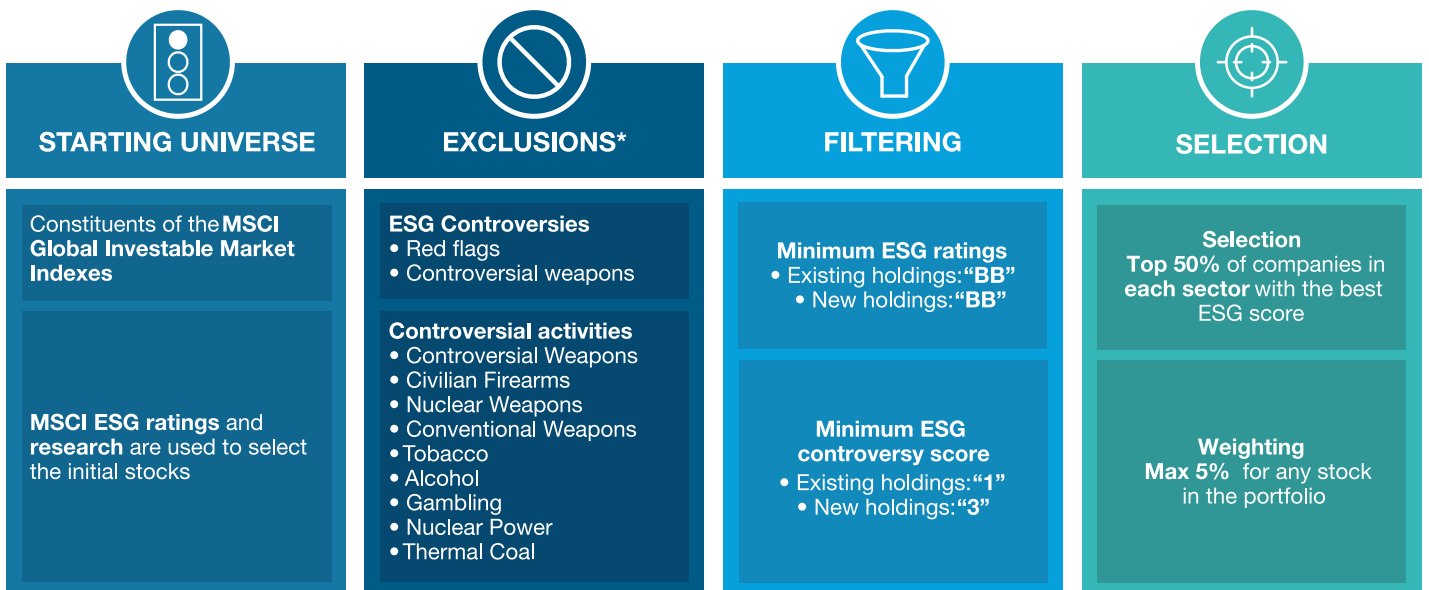 STARTING UNIVERSE
Constituents of the MSCI
Global Investable Market
Indexes
MSCI ESG ratings and
research are used to select
the initial stocks
EXCLUSIONS*
ESG Controversies
• Red flags
• Controversial weapons
Controversial activities
• Controversial Weapons
• Civilian Firearms
• Nuclear Weapons
• Conventional Weapons
• Tobacco
• Alcohol
• Gambling
• Nuclear Power
• Thermal Coal
FILTERING
Minimum ESG ratings
• Existing holdings:“BB”
• New holdings:“BB”
Minimum ESG
controversy score
• Existing holdings:“1”
• New holdings:“3”
SELECTION
Selection
Top 50% of companies in
each sector with the best
ESG score
Weighting
Max 5% for any stock
in the portfolio